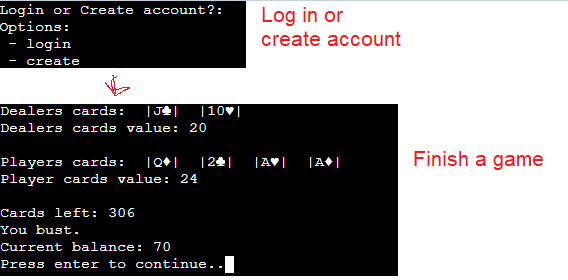 Login or Create account?:
Options:
- login
- create
Log in or
create account
Dealers cards: |J♣| |10♥|
Dealers cards value: 20
Players cards: |Q♦| |2♣| |A♥| |A♦|
Player cards value: 24
Cards left: 306
You bust.
Current balance: 70
Press enter to continue..
Finish a game